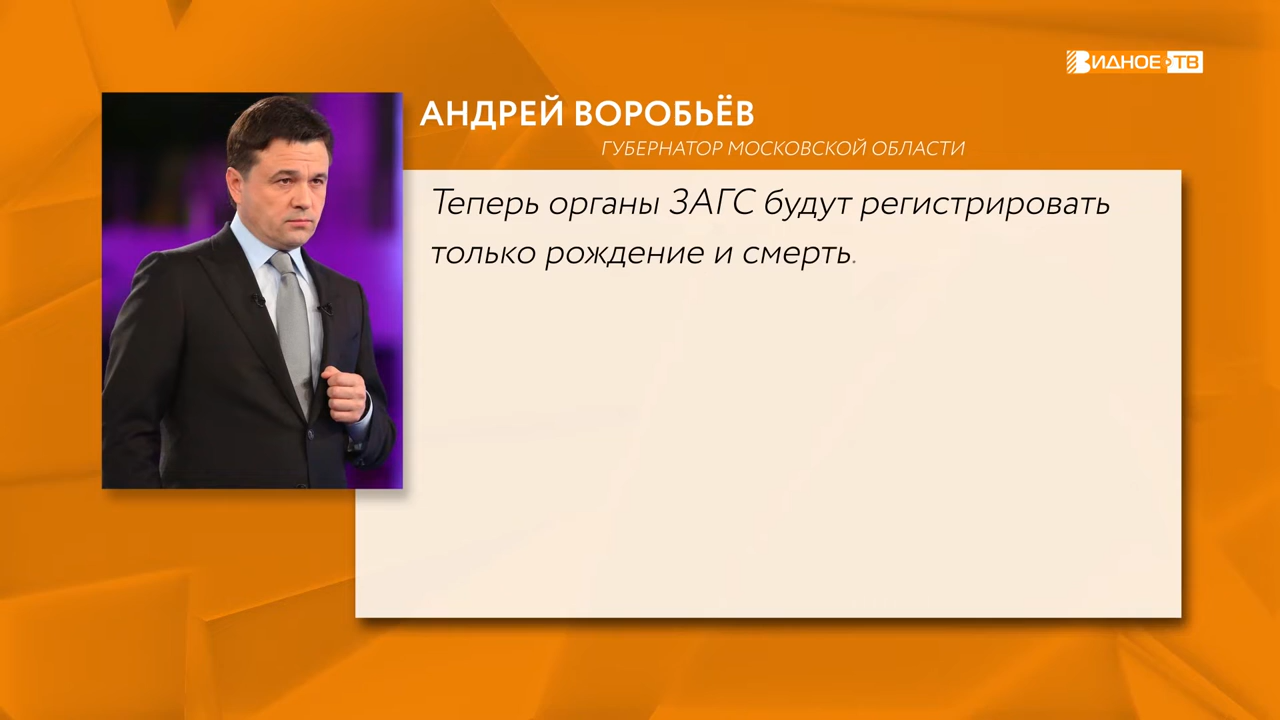 ВИДНОЕ ТВ
АНДРЕЙ ВОРОБЬЁВ
ГУБЕРНАТОР МОСКОВСКОЙ ОБЛАСТИ
Теперь органы ЗАГС будут регистрировать
только рождение и смерть.